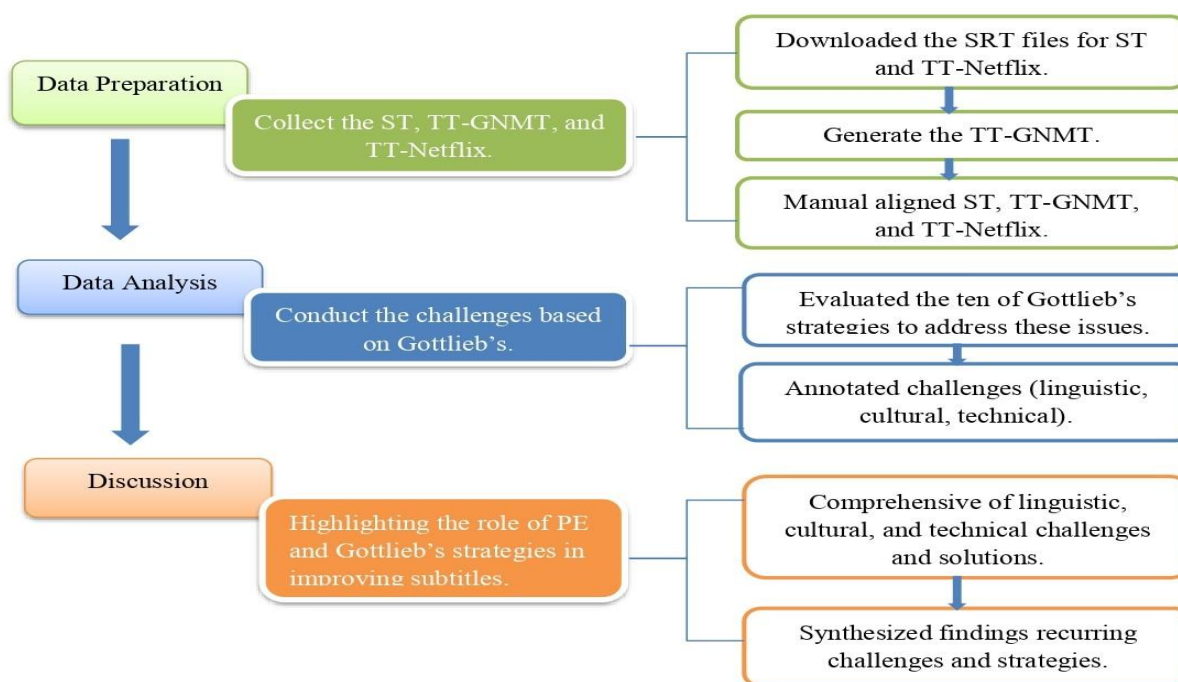 Data Preparation
Collect the ST, TT-GNMT, and
TT-Netflix.
Downloaded the SRT files for ST
and TT-Netflix.
Generate the TT-GNMT.
Manual aligned ST, TT-GNMT,
and TT-Netflix.
Data Analysis
Conduct the challenges based
on Gottlieb’s.
Evaluated the ten of Gottlieb’s
strategies to address these issues.
Annotated challenges (linguistic,
cultural, technical).
Discussion
Highlighting the role of PE
and Gottlieb’s strategies in
improving subtitles.
Comprehensive of linguistic,
cultural, and technical challenges
and solutions.
Synthesized findings recurring
challenges and strategies.